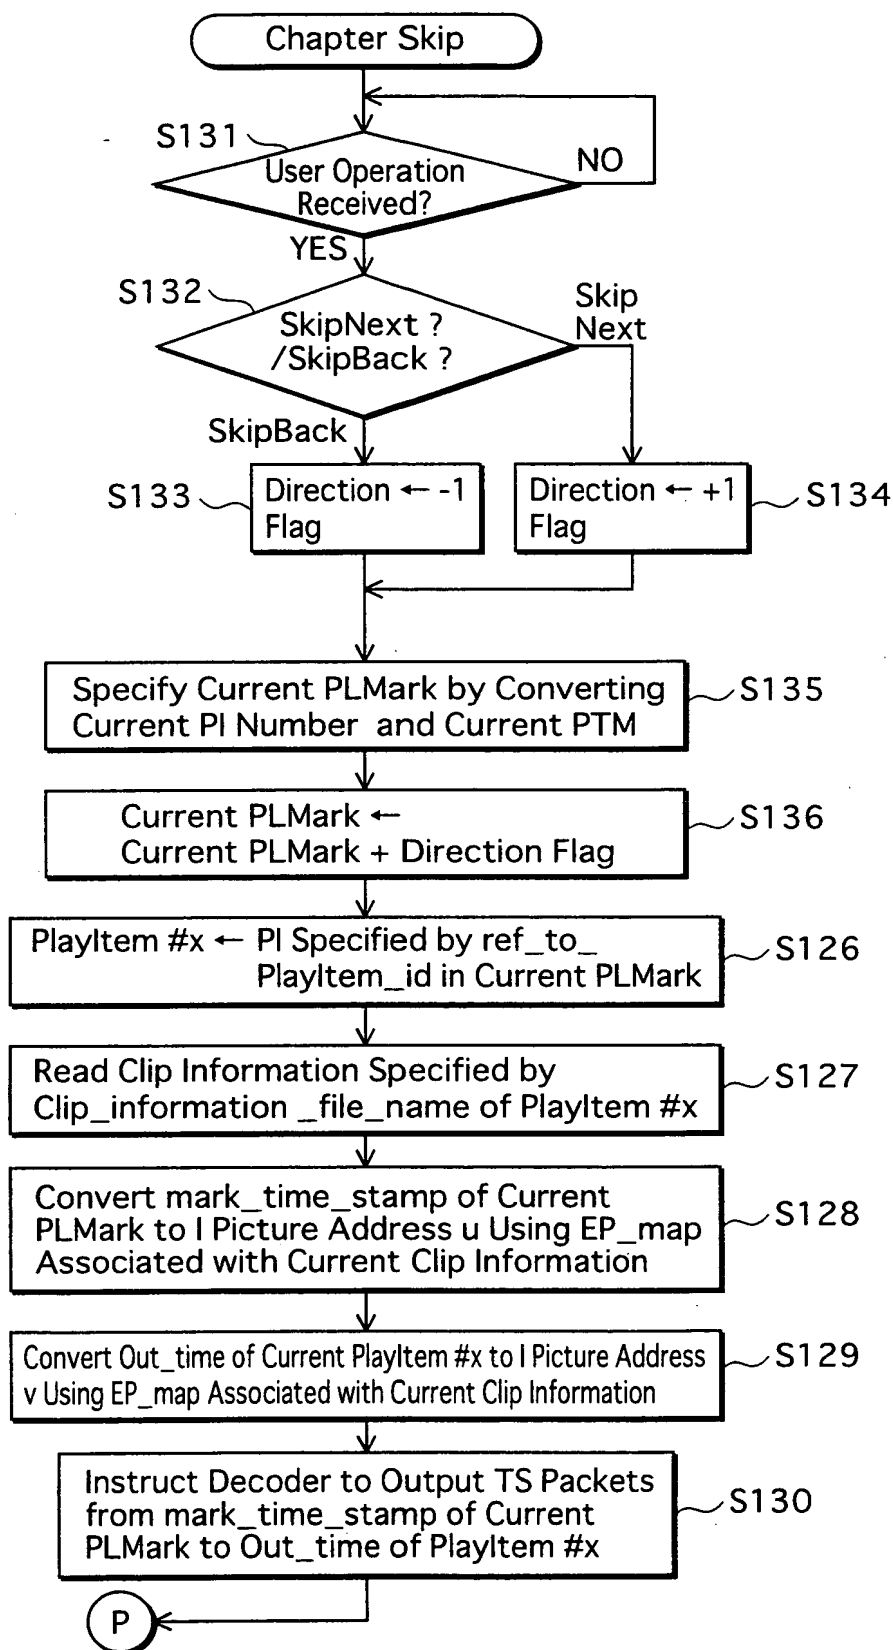 Chapter Skip
S131
User Operation
Received?
NO
YES
S132
SkipNext ?
/SkipBack ?
Skip
Next
SkipBack
S133
Direction ← -1
Flag
Direction ← +1
Flag
S134
Specify Current PLMark by Converting
Current PI Number and Current PTM
S135
Current PLMark ←
Current PLMark + Direction Flag
S136
PlayItem #x ← PI Specified by ref_to_
PlayItem_id in Current PLMark
S126
Read Clip Information Specified by
Clip_information _file_name of PlayItem #x
S127
Convert mark_time_stamp of Current
PLMark to I Picture Address u Using EP_map
Associated with Current Clip Information
S128
Convert Out_time of Current PlayItem #x to I Picture Address
v Using EP_map Associated with Current Clip Information
S129
Instruct Decoder to Output TS Packets
from mark_time_stamp of Current
PLMark to Out_time of PlayItem #x
S130
P